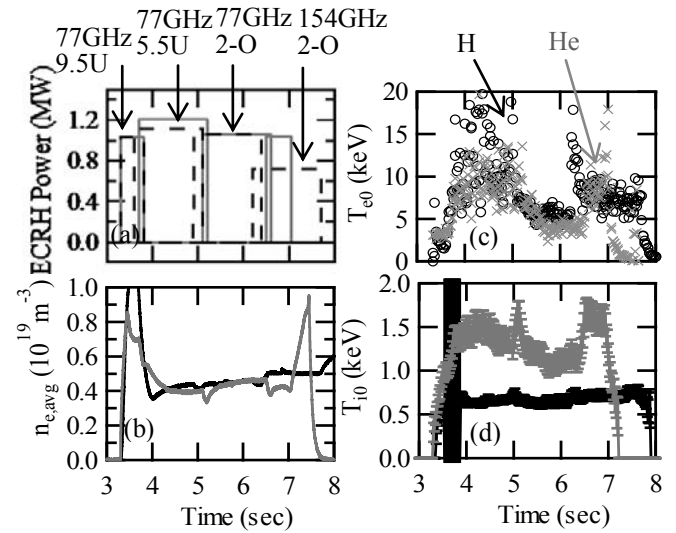 77GHz 154GHz
77GHz 5.5U 77GHz 2-O
9.5U 2-O
H He
ECRH Power (MW)
1.2
0.8
0.4
0.0
(a)
T_e0 (keV)
20
15
10
5
0
(c)
n_e,avg (10^19 m^-3)
1.0
0.8
0.6
0.4
0.2
0.0
(b)
3 4 5 6 7 8
Time (sec)
T_i0 (keV)
2.0
1.5
1.0
0.5
0.0
(d)
3 4 5 6 7 8
Time (sec)